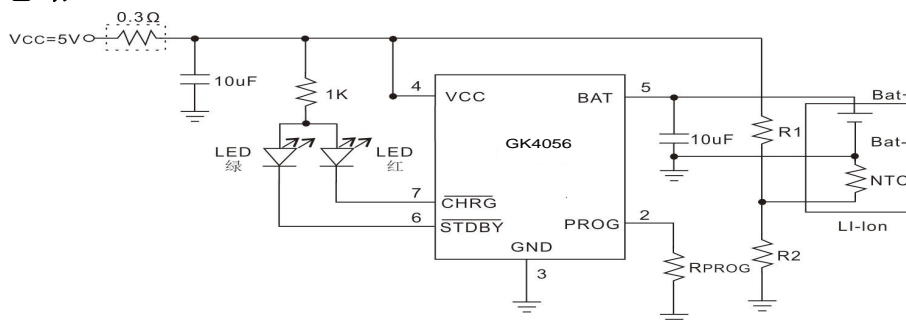 0.3Ω
VCC=5V
10uF
1K
LED
绿
LED
红
4
VCC
BAT
5
GK4056
7
CHRG
6
STDBY
PROG
2
GND
3
10uF
R1
R2
RPROG
Bat-
NTC
LI-Ion